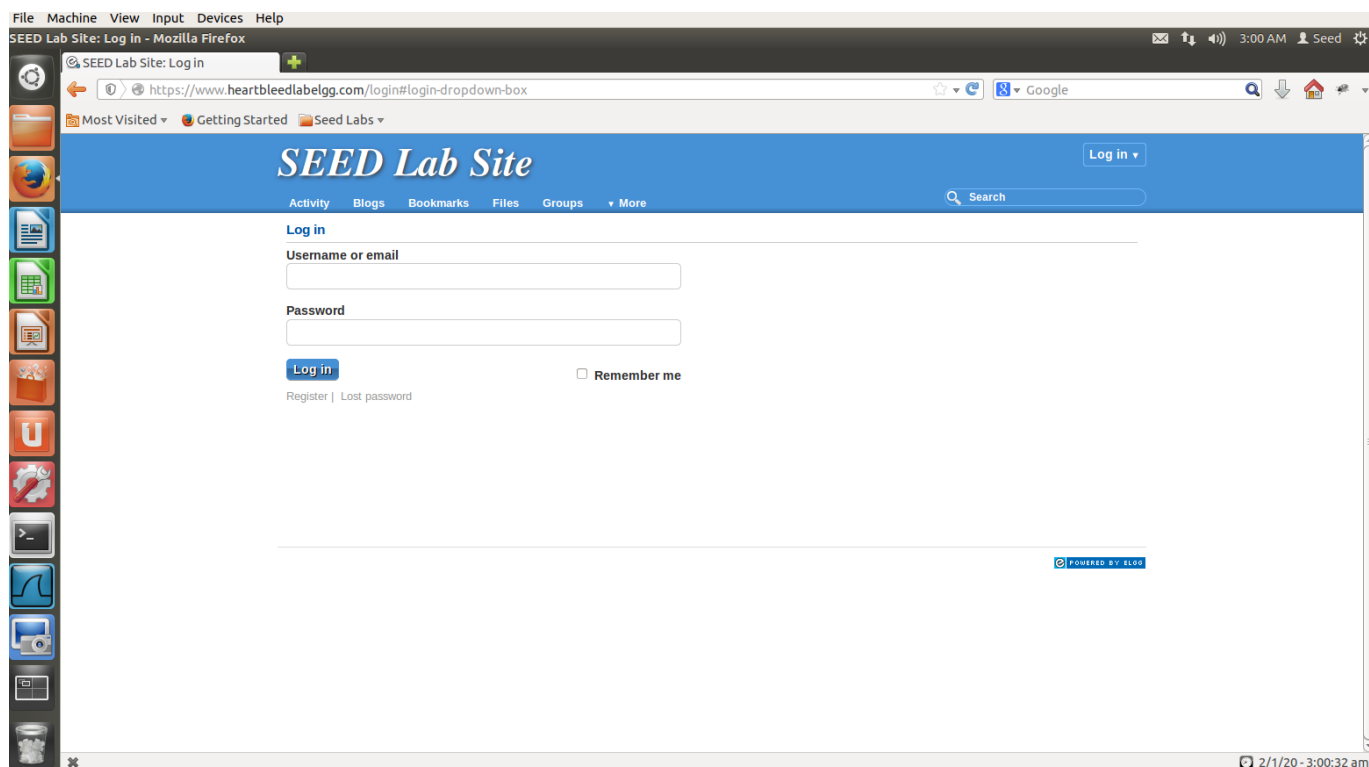 File Machine View Input Devices Help
SEED Lab Site: Log in - Mozilla Firefox 3:00 AM Seed
SEED Lab Site: Log in
https://www.heartbleedlabelgg.com/login#login-dropdown-box Google
Most Visited Getting Started Seed Labs
SEED Lab Site
Log in
Activity Blogs Bookmarks Files Groups More Search
Log in
Username or email
Password
Log in Remember me
Register | Lost password
POWERED BY ELGG
2/1/20 - 3:00:32 am